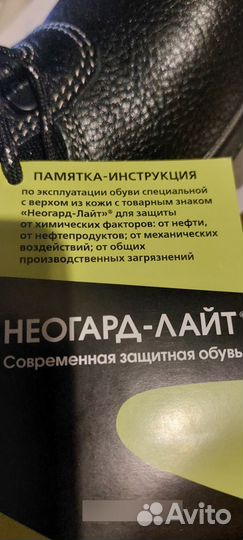 ПАМЯТКА-ИНСТРУКЦИЯ
по эксплуатации обуви специальной
с верхом из кожи с товарным знаком
«Неогард-Лайт»® для защиты
от химических факторов: от нефти,
от нефтепродуктов; от механических
воздействий; от общих
производственных загрязнений
НЕОГАРД-ЛАЙТ®
Современная защитная обувь
Avito